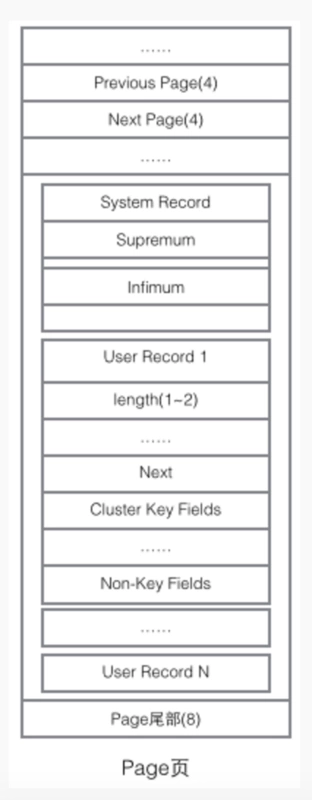 ......
Previous Page(4)
Next Page(4)
......
System Record
Supremum
Infimum
User Record 1
length(1~2)
......
Next
Cluster Key Fields
......
Non-Key Fields
......
User Record N
Page尾部(8)
Page页